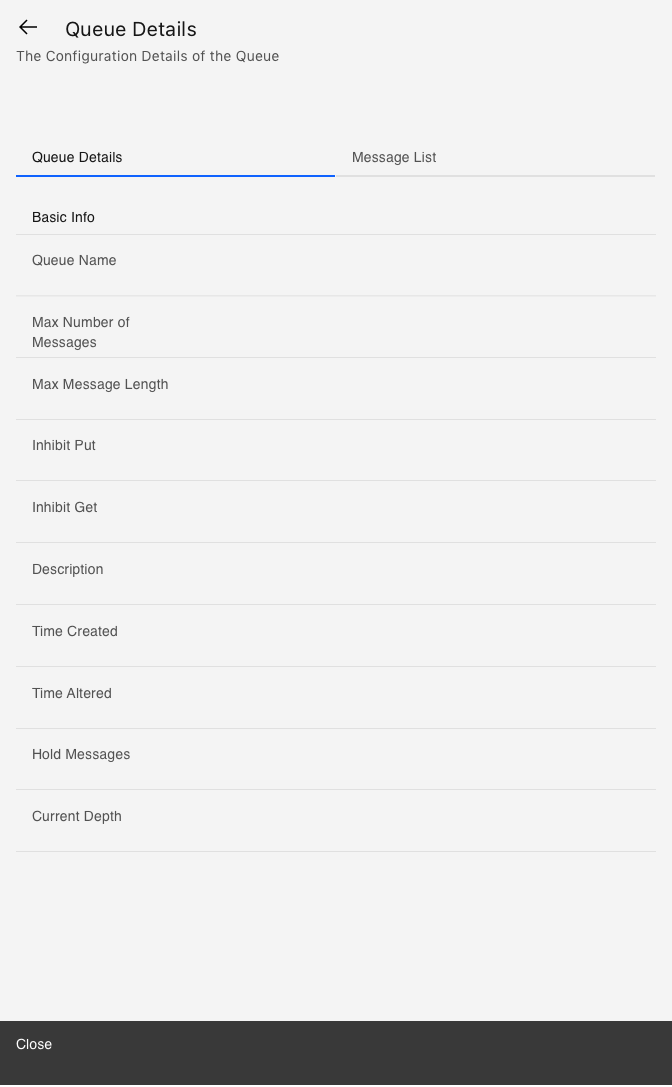 Queue Details
The Configuration Details of the Queue
Queue Details
Message List
Basic Info
Queue Name
Max Number of
Messages
Max Message Length
Inhibit Put
Inhibit Get
Description
Time Created
Time Altered
Hold Messages
Current Depth
Close